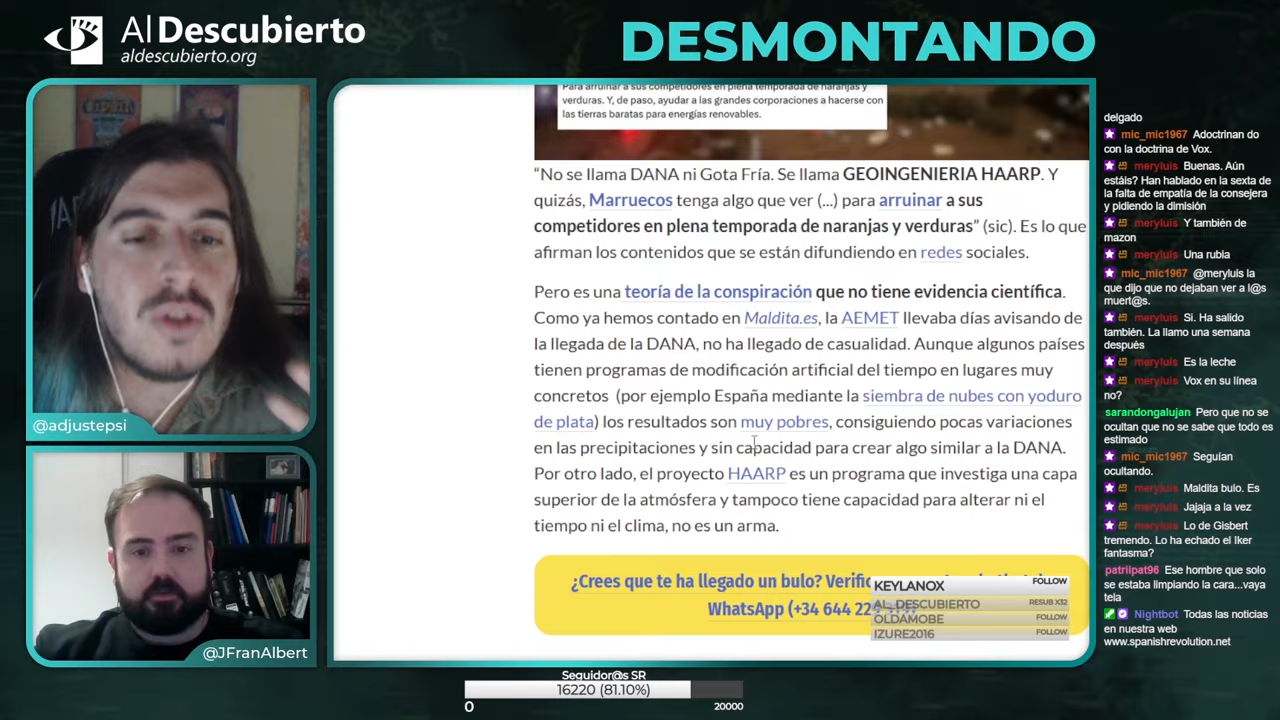 Al Descubierto
aldescubierto.org
DESMONTANDO
@adjustepsi
@JFranAlbert
Para arruinar a sus competidores en plena temporada de naranjas y
verduras. Y, de paso, ayudar a las grandes corporaciones a hacerse con
las tierras baratas para energías renovables.
“No se llama DANA ni Gota Fría. Se llama GEOINGENIERIA HAARP. Y
quizás, Marruecos tenga algo que ver (...) para arruinar a sus
competidores en plena temporada de naranjas y verduras” (sic). Es lo que
afirman los contenidos que se están difundiendo en redes sociales.
Pero es una teoría de la conspiración que no tiene evidencia científica.
Como ya hemos contado en Maldita.es, la AEMET llevaba días avisando de
la llegada de la DANA, no ha llegado de casualidad. Aunque algunos países
tienen programas de modificación artificial del tiempo en lugares muy
concretos (por ejemplo España mediante la siembra de nubes con yoduro
de plata) los resultados son muy pobres, consiguiendo pocas variaciones
en las precipitaciones y sin capacidad para crear algo similar a la DANA.
Por otro lado, el proyecto HAARP es un programa que investiga una capa
superior de la atmósfera y tampoco tiene capacidad para alterar ni el
tiempo ni el clima, no es un arma.
¿Crees que te ha llegado un bulo?
WhatsApp (+34 644 22
KEYLANOX FOLLOW
AL_DESCUBIERTO RESUB X32
OLDAMOBE FOLLOW
IZURE2016 FOLLOW
Seguidor@s SR
16220 (81.10%)
0 20000
delgado
mic_mic1967 Adoctrinan do
con la doctrina de Vox.
meryluis Buenas. Aún
estáis? Han hablado en la sexta de
la falta de empatía de la consejera
y pidiendo la dimisión
meryluis Y también de
mazon
meryluis Una rubia
mic_mic1967 @meryluis la
que dijo que no dejaban ver a l@s
muert@s.
meryluis Si. Ha salido
también. La llamo una semana
después
meryluis Es la leche
meryluis Vox en su línea
no?
sarandongalujan Pero que no se
ocultan que no se sabe que todo es
estimado
mic_mic1967 Seguían
ocultando.
meryluis Maldita bulo. Es
meryluis Jajaja a la vez
meryluis Lo de Gisbert
tremendo. Lo ha echado el Iker
fantasma?
patriipat96 Ese hombre que solo
se estaba limpiando la cara...vaya
tela
Nightbot Todas las noticias
en nuestra web
www.spanishrevolution.net